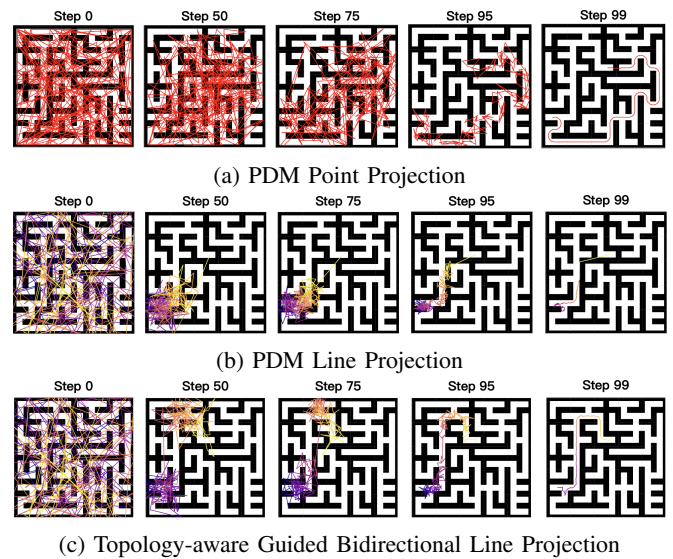 Step 0 Step 50 Step 75 Step 95 Step 99
(a) PDM Point Projection
Step 0 Step 50 Step 75 Step 95 Step 99
(b) PDM Line Projection
Step 0 Step 50 Step 75 Step 95 Step 99
(c) Topology-aware Guided Bidirectional Line Projection